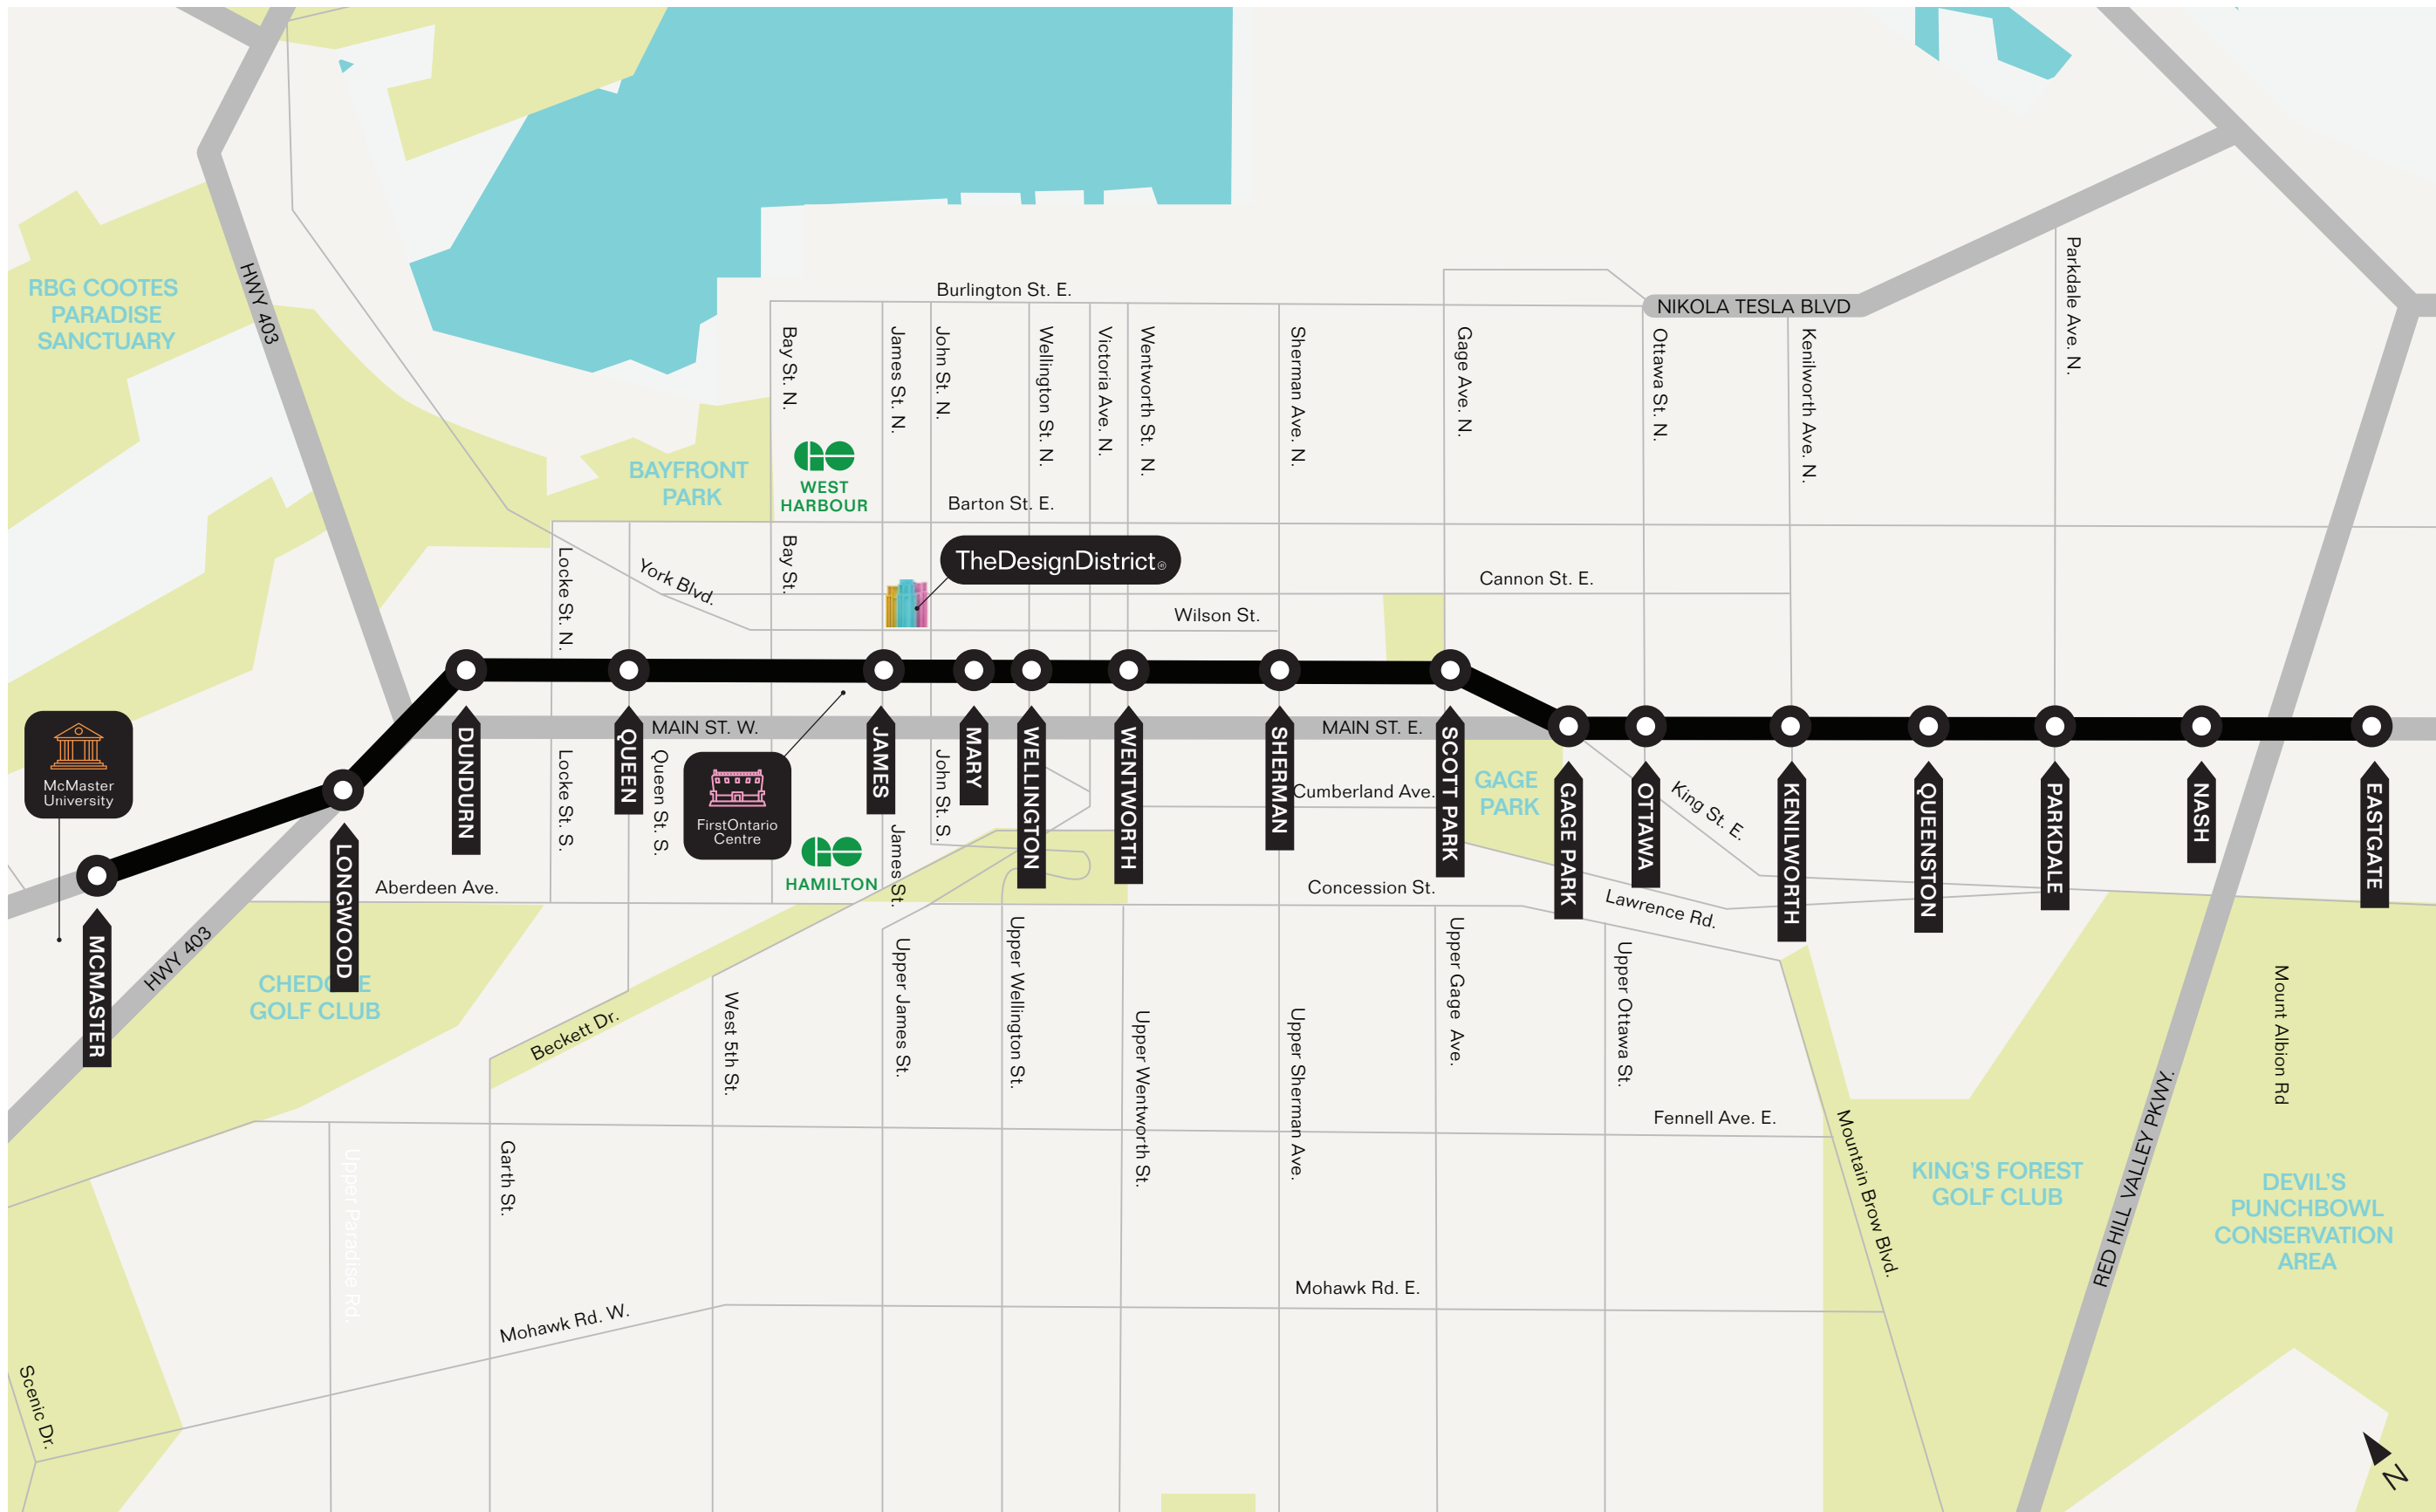 RBG COOTES
PARADISE
SANCTUARY
HWY 403
BAYFRONT
PARK
Burlington St. E.
NIKOLA TESLA BLVD
Bay St. N.
James St. N.
John St. N.
Wellington St. N.
Victoria Ave. N.
Wentworth St. N.
Sherman Ave. N.
Gage Ave. N.
Ottawa St. N.
Kenilworth Ave. N.
Parkdale Ave. N.
WEST
HARBOUR
Barton St. E.
Locke St. N.
York Blvd.
Bay St.
TheDesignDistrict®
Cannon St. E.
Wilson St.
McMaster
University
MAIN ST. W.
MAIN ST. E.
MCMASTER
LONGWOOD
DUNDURN
QUEEN
JAMES
MARY
WELLINGTON
WENTWORTH
SHERMAN
SCOTT PARK
GAGE PARK
OTTAWA
KENILWORTH
QUEENSTON
PARKDALE
NASH
EASTGATE
Locke St. S.
Queen St. S.
FirstOntario
Centre
John St. S.
James St.
HAMILTON
Cumberland Ave.
GAGE
PARK
King St. E.
Aberdeen Ave.
Concession St.
Lawrence Rd.
HWY 403
GOLF CLUB
Beckett Dr.
West 5th St.
Upper James St.
Upper Wellington St.
Upper Wentworth St.
Upper Sherman Ave.
Upper Gage Ave.
Upper Ottawa St.
Mount Albion Rd
Fennell Ave. E.
Mountain Brow Blvd.
Upper Paradise Rd.
Garth St.
KING'S FOREST
GOLF CLUB
RED HILL VALLEY PKWY.
DEVIL'S
PUNCHBOWL
CONSERVATION
AREA
Mohawk Rd. W.
Mohawk Rd. E.
Scenic Dr.
N